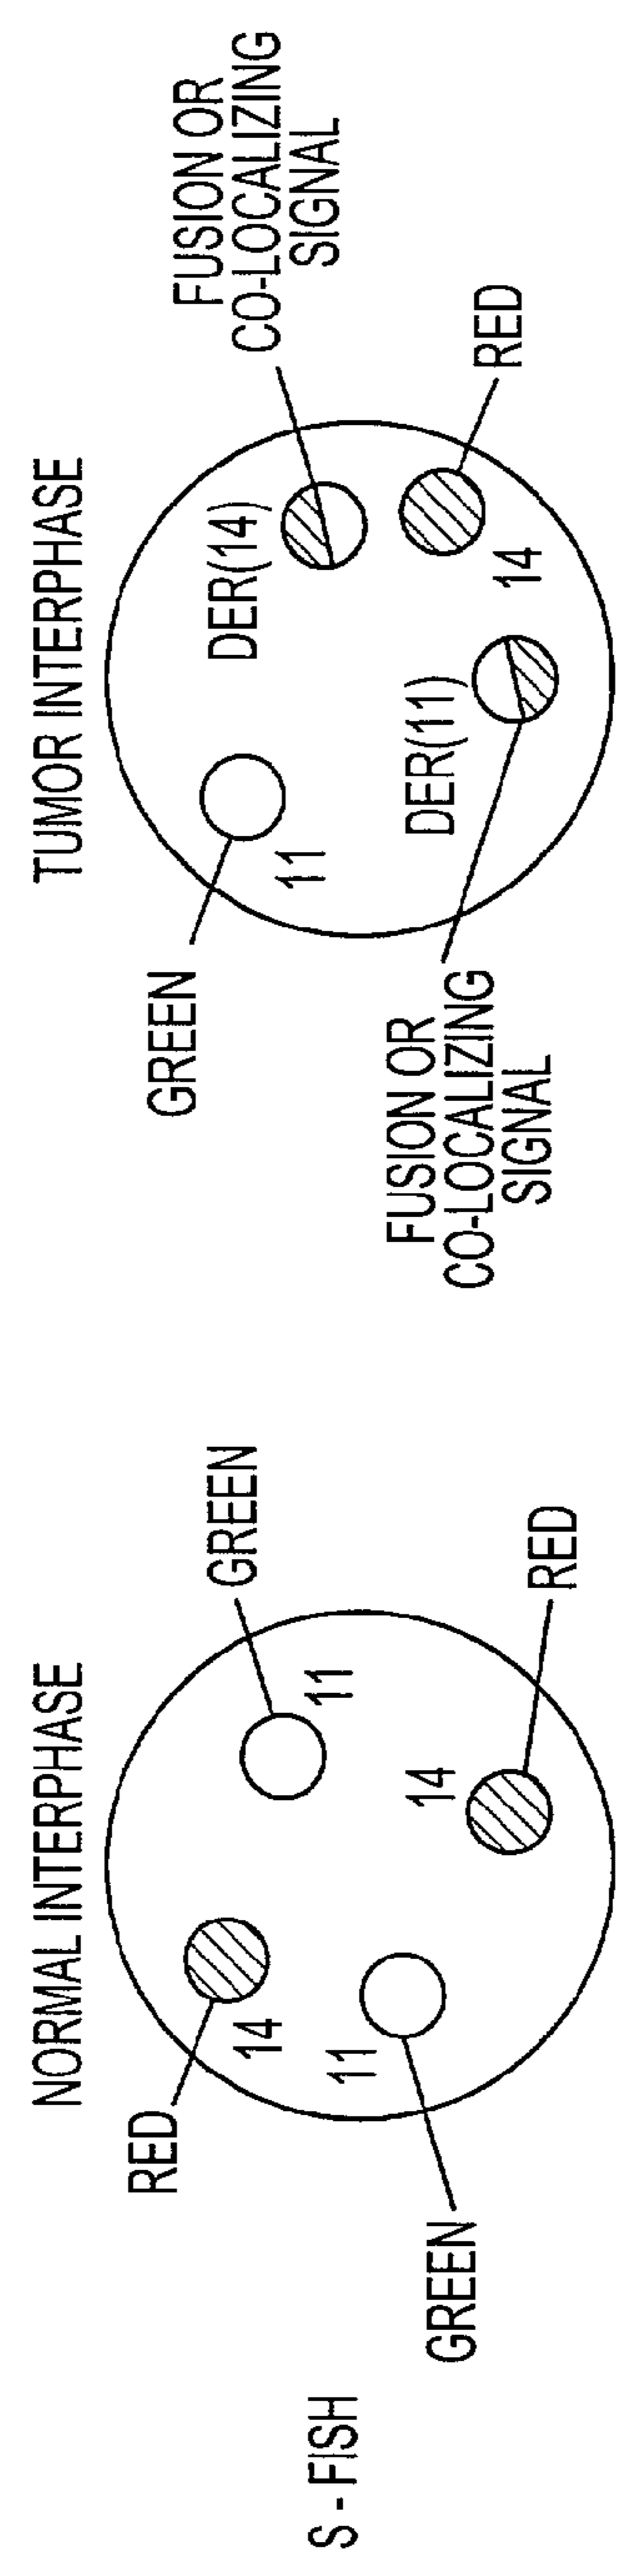 S - FISH
NORMAL INTERPHASE
RED
14
GREEN
11
11
GREEN
14
RED
TUMOR INTERPHASE
GREEN
11
DER(14)
FUSION OR
CO-LOCALIZING
SIGNAL
DER(11)
FUSION OR
CO-LOCALIZING
SIGNAL
14
RED